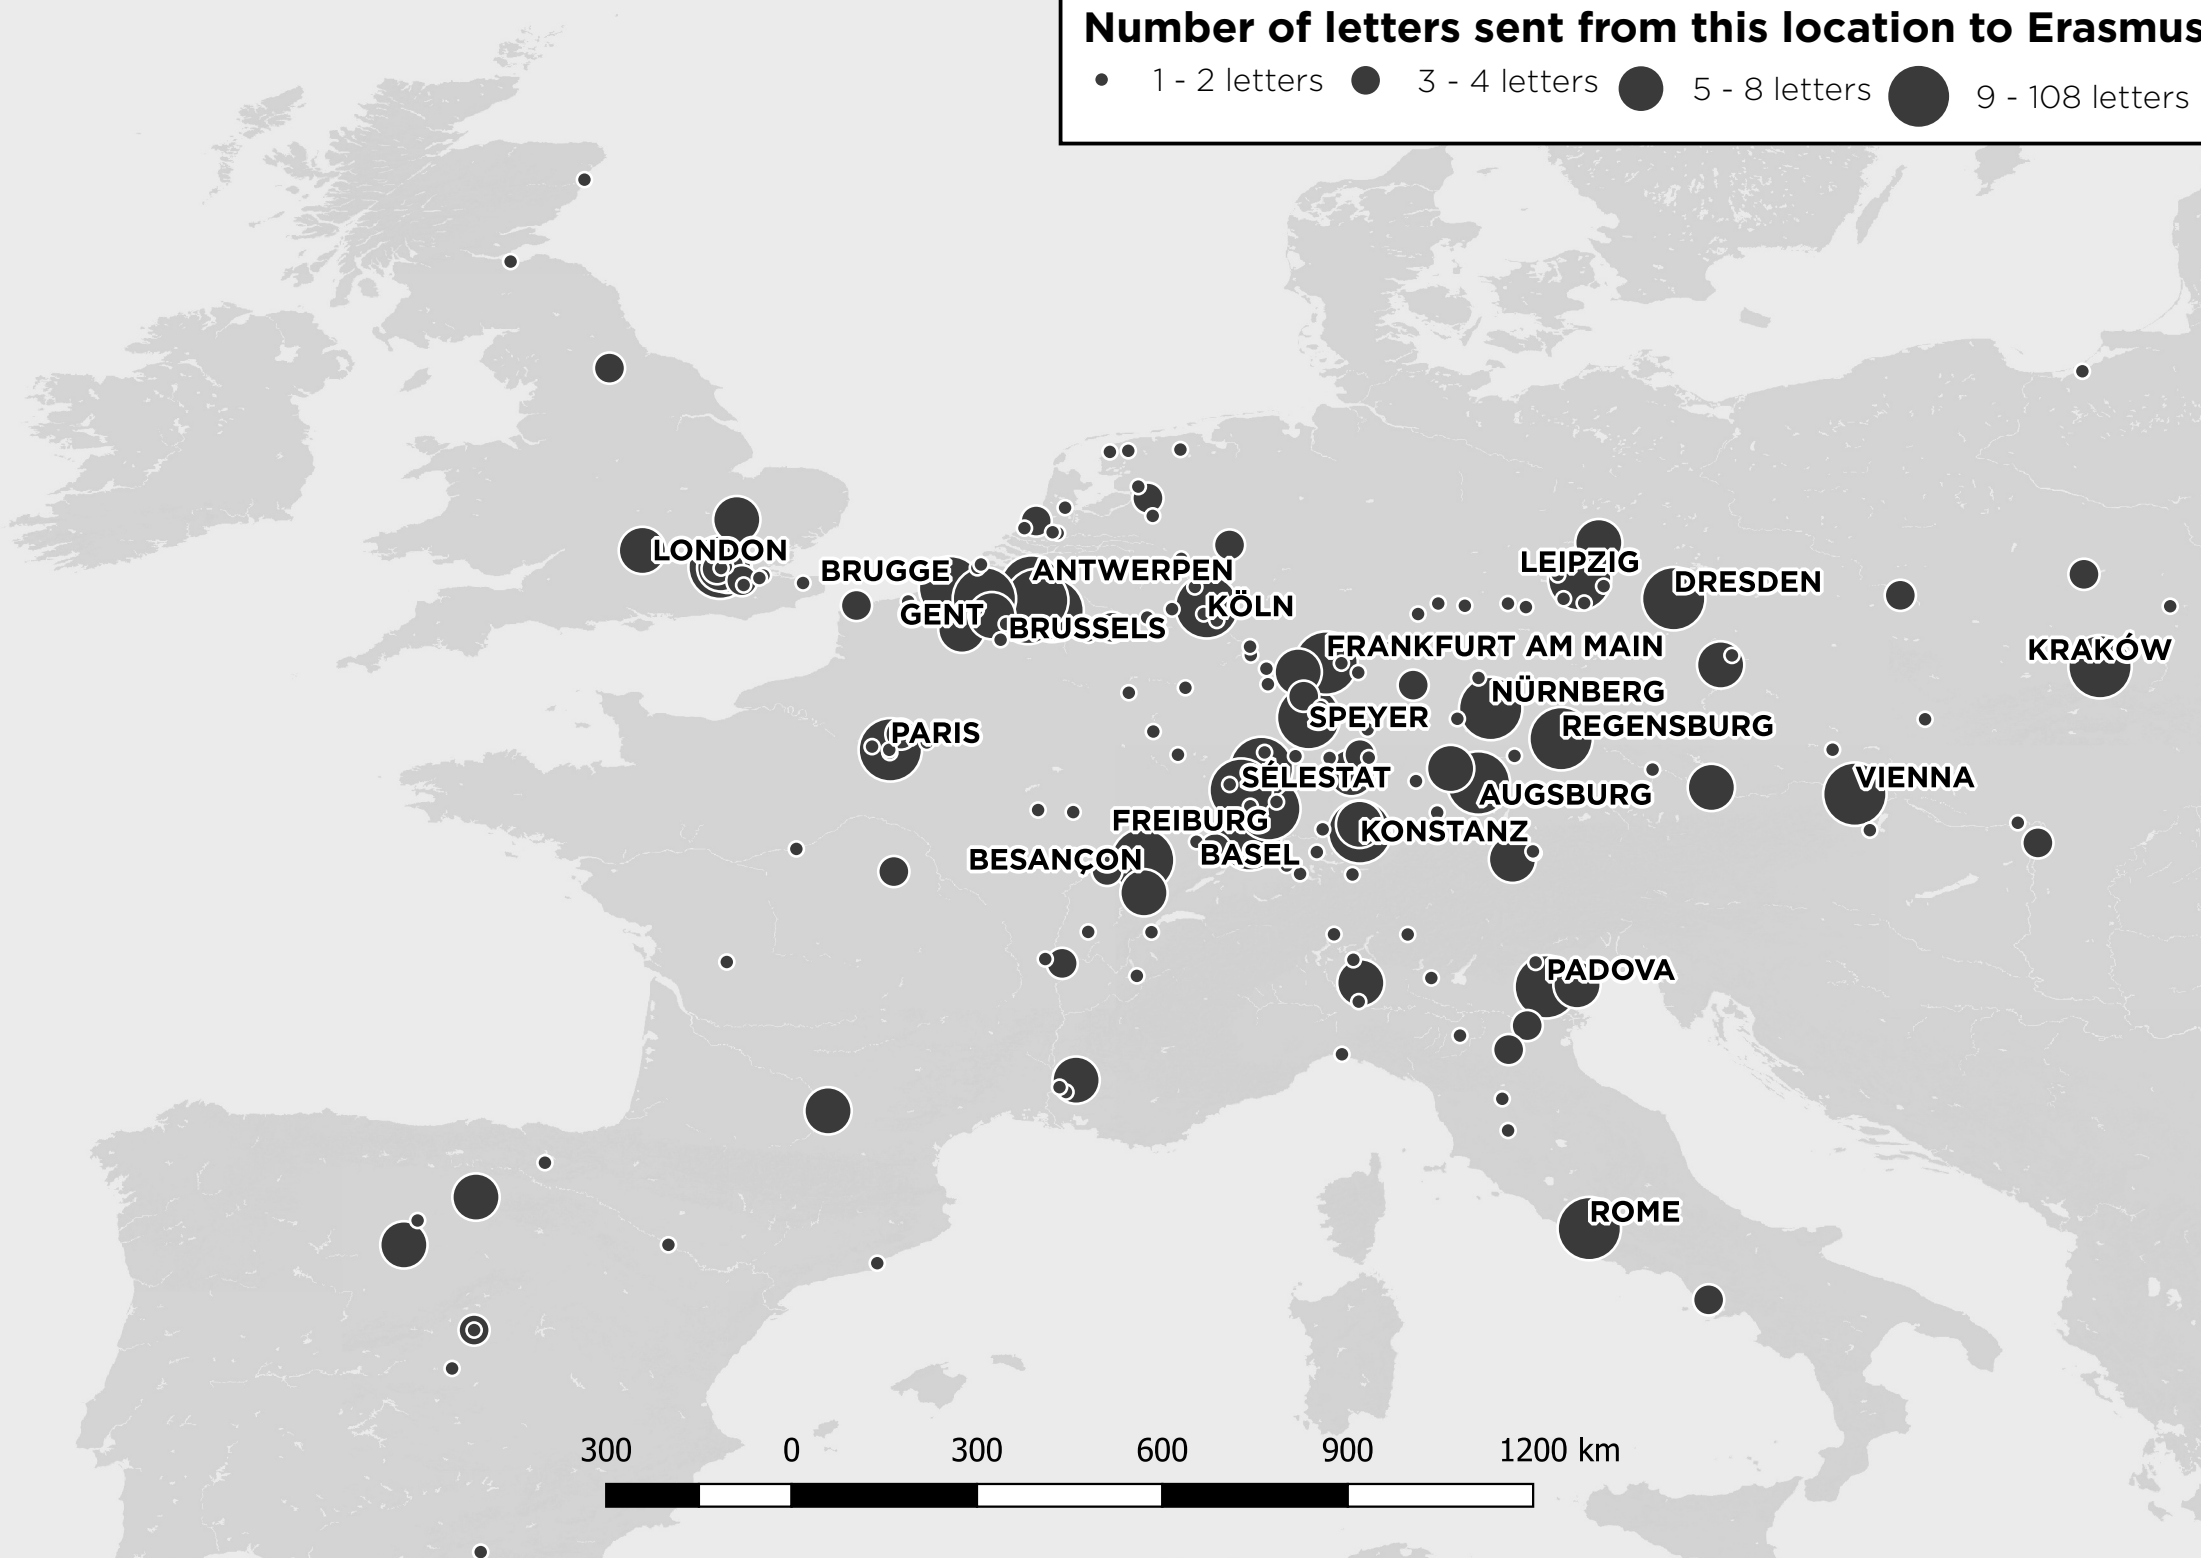 Number of letters sent from this location to Erasmus
1 - 2 letters 3 - 4 letters 5 - 8 letters 9 - 108 letters
LONDON
BRUGGE
ANTWERPEN
LEIPZIG
DRESDEN
GENT
BRUSSELS
KÖLN
FRANKFURT AM MAIN
KRAKÓW
NÜRNBERG
SPEYER
REGENSBURG
PARIS
SÉLESTAT
AUGSBURG
VIENNA
FREIBURG
KONSTANZ
BESANÇON
BASEL
PADOVA
ROME
300 0 300 600 900 1200 km